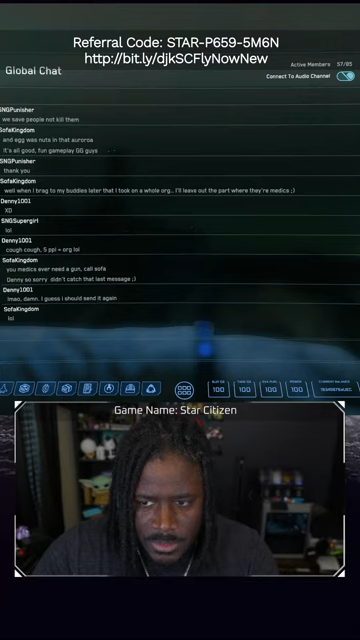 Referral Code: STAR-P659-5M6N
http://bit.ly/djkSCFlyNowNew
Global Chat
Active Members 57/85
Connect To Audio Channel
SNGPunisher
we save people not kill them
SofaKingdom
and egg was nuts in that auroroa
It's all good, fun gameplay GG guys
SNGPunisher
thank you
SofaKingdom
well when I brag to my buddies later that I took on a whole org.. I'll leave out the part where they're medics ;)
Denny1001
XD
SNGSupergirl
lol
Denny1001
cough cough, 5 ppl = org lol
SofaKingdom
you medics ever need a gun, call sofa
Denny so sorry didn't catch that last message ;)
Denny1001
lmao, damn. I guess i should send it again
SofaKingdom
lol
100
100
100
100
Game Name: Star Citizen